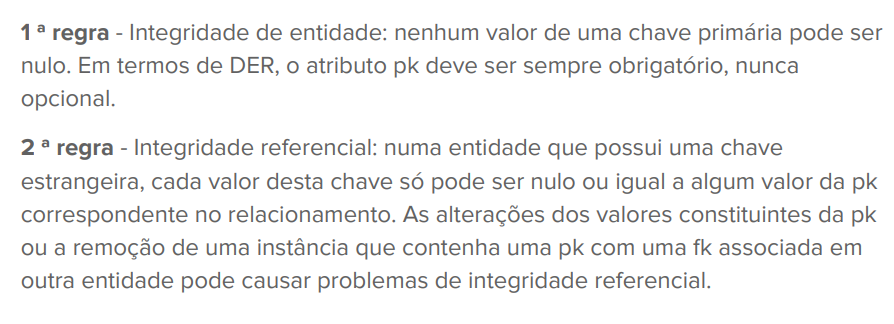 1 ª regra - Integridade de entidade: nenhum valor de uma chave primária pode ser
nulo. Em termos de DER, o atributo pk deve ser sempre obrigatório, nunca
opcional.
2 ª regra - Integridade referencial: numa entidade que possui uma chave
estrangeira, cada valor desta chave só pode ser nulo ou igual a algum valor da pk
correspondente no relacionamento. As alterações dos valores constituintes da pk
ou a remoção de uma instância que contenha uma pk com uma fk associada em
outra entidade pode causar problemas de integridade referencial.